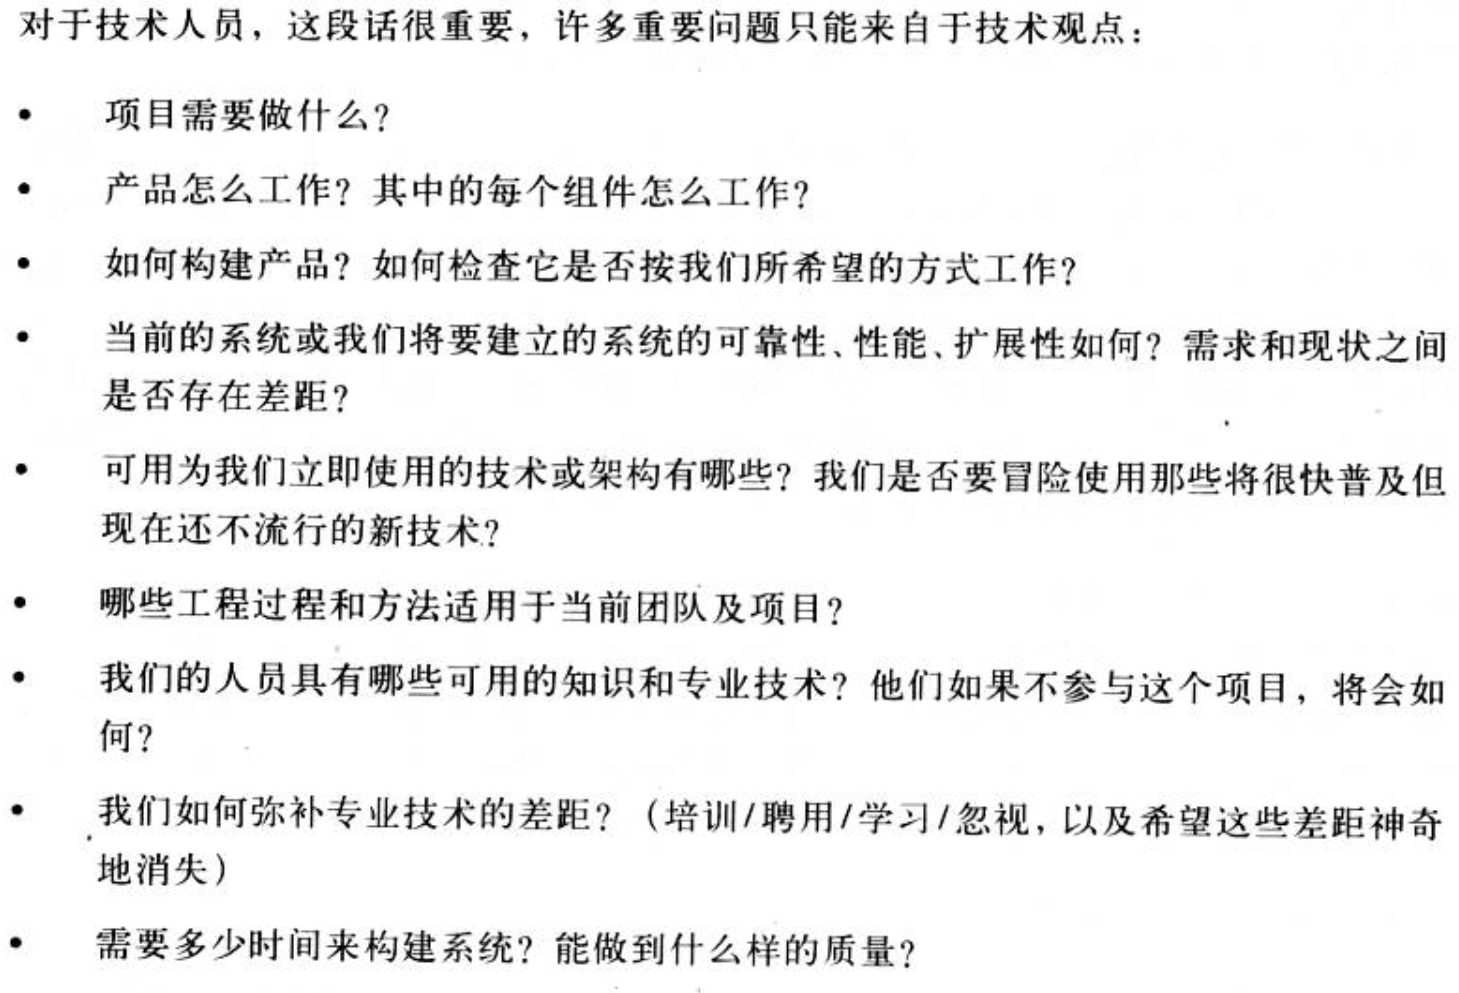 对于技术人员，这段话很重要，许多重要问题只能来自于技术观点：
• 项目需要做什么？
• 产品怎么工作？其中的每个组件怎么工作？
• 如何构建产品？如何检查它是否按我们所希望的方式工作？
• 当前的系统或我们将要建立的系统的可靠性、性能、扩展性如何？需求和现状之间
是否存在差距？
• 可用为我们立即使用的技术或架构有哪些？我们是否要冒险使用那些将很快普及但
现在还不流行的新技术？
• 哪些工程过程和方法适用于当前团队及项目？
• 我们的人员具有哪些可用的知识和专业技术？他们如果不参与这个项目，将会如
何？
• 我们如何弥补专业技术的差距？（培训/聘用/学习/忽视，以及希望这些差距神奇
地消失）
• 需要多少时间来构建系统？能做到什么样的质量？